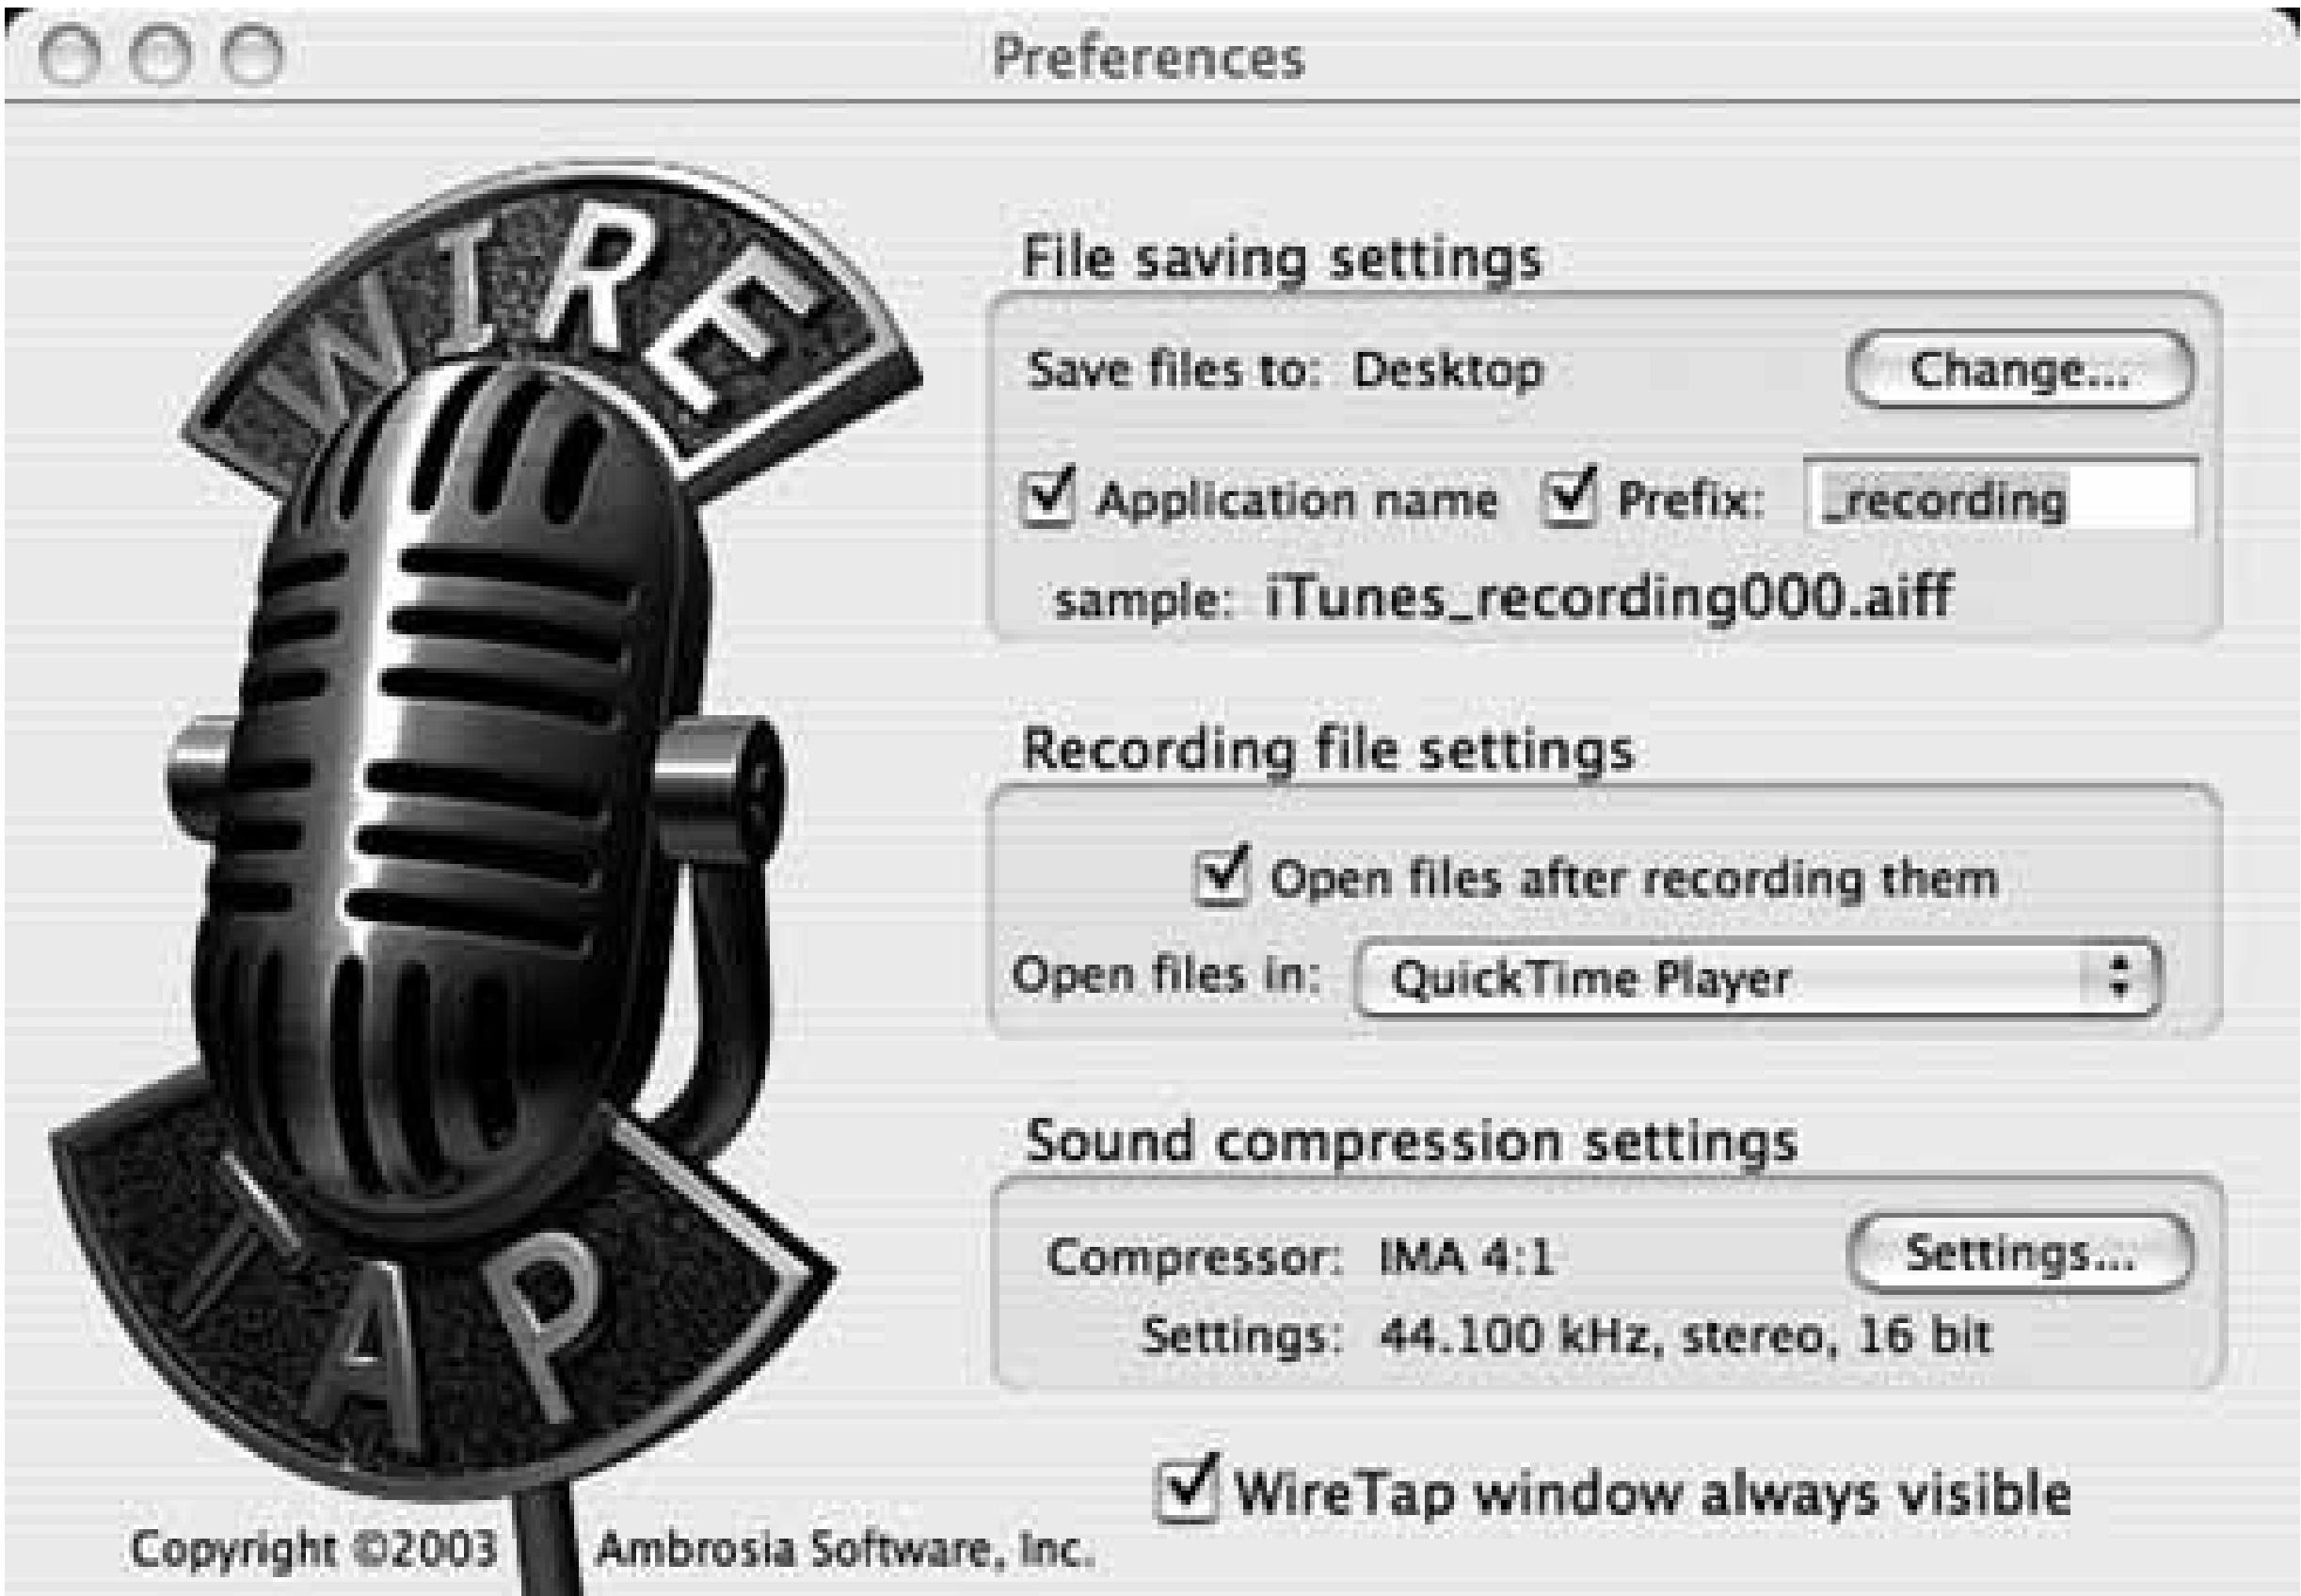 Preferences
WIRE
TAP
File saving settings
Save files to: Desktop Change...
Application name Prefix: _recording
sample: iTunes_recording000.aiff
Recording file settings
Open files after recording them
Open files in: QuickTime Player
Sound compression settings
Compressor: IMA 4:1 Settings...
Settings: 44.100 kHz, stereo, 16 bit
WireTap window always visible
Copyright ©2003 Ambrosia Software, Inc.